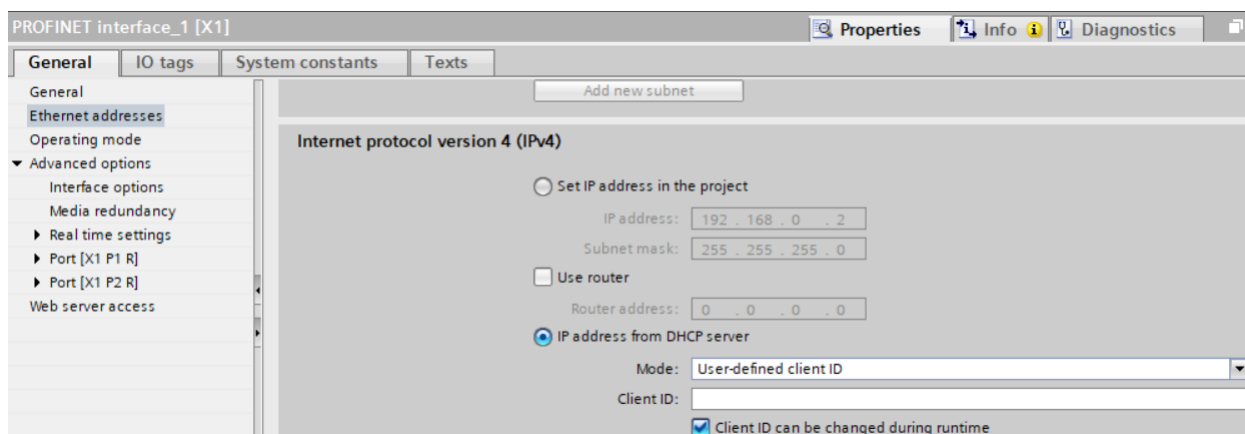 PROFINET interface_1 [X1]
Properties
Info
Diagnostics
General
IO tags
System constants
Texts
General
Ethernet addresses
Operating mode
Advanced options
Interface options
Media redundancy
Real time settings
Port [X1 P1 R]
Port [X1 P2 R]
Web server access
Add new subnet
Internet protocol version 4 (IPv4)
Set IP address in the project
IP address: 192 . 168 . 0 . 2
Subnet mask: 255 . 255 . 255 . 0
Use router
Router address: 0 . 0 . 0 . 0
IP address from DHCP server
Mode: User-defined client ID
Client ID:
Client ID can be changed during runtime